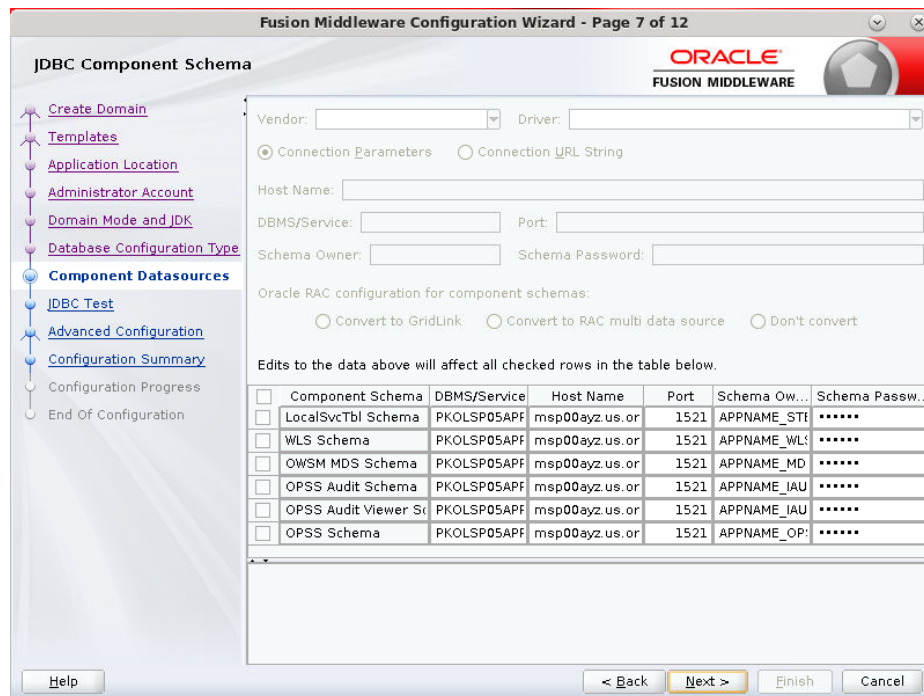 Fusion Middleware Configuration Wizard - Page 7 of 12
JDBC Component Schema
ORACLE
FUSION MIDDLEWARE
Create Domain
Templates
Application Location
Administrator Account
Domain Mode and JDK
Database Configuration Type
Component Datasources
JDBC Test
Advanced Configuration
Configuration Summary
Configuration Progress
End Of Configuration
Vendor: Driver:
Connection Parameters Connection URL String
Host Name:
DBMS/Service: Port:
Schema Owner: Schema Password:
Oracle RAC configuration for component schemas:
Convert to GridLink Convert to RAC multi data source Don't convert
Edits to the data above will affect all checked rows in the table below.
Component Schema DBMS/Service Host Name Port Schema Ow... Schema Passw...
LocalSvcTbl Schema PKOLSP05APF msp00ayz.us.or 1521 APPNAME_STE ••••••
WLS Schema PKOLSP05APF msp00ayz.us.or 1521 APPNAME_WLS ••••••
OWSM MDS Schema PKOLSP05APF msp00ayz.us.or 1521 APPNAME_MD ••••••
OPSS Audit Schema PKOLSP05APF msp00ayz.us.or 1521 APPNAME_IAU ••••••
OPSS Audit Viewer Sc PKOLSP05APF msp00ayz.us.or 1521 APPNAME_IAU ••••••
OPSS Schema PKOLSP05APF msp00ayz.us.or 1521 APPNAME_OP: ••••••
Help < Back Next > Finish Cancel